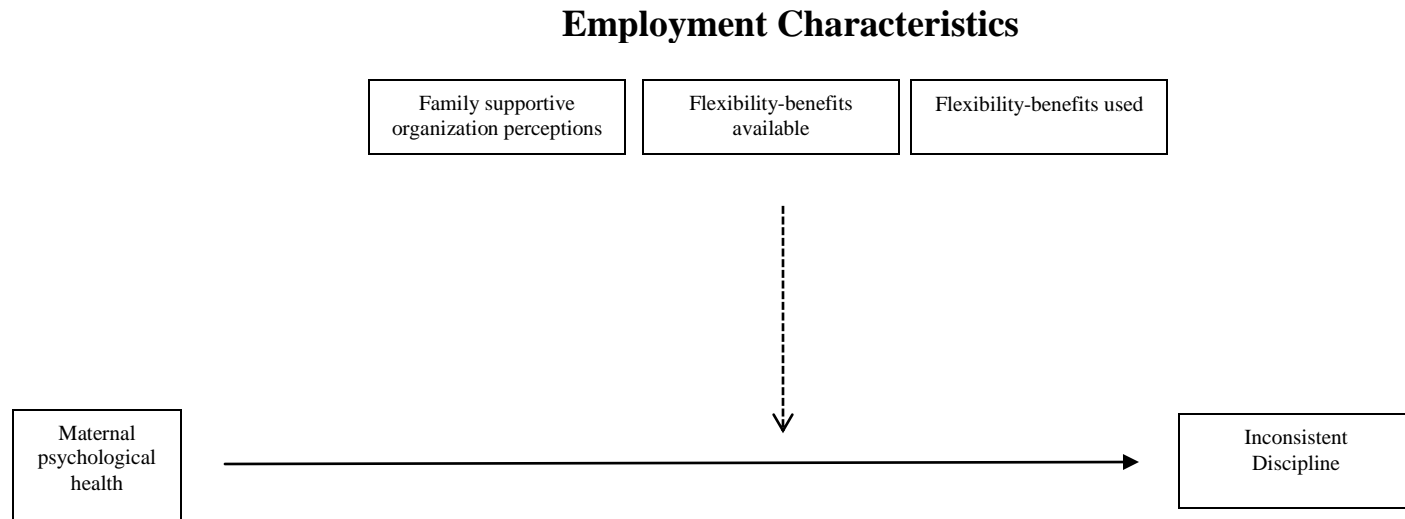 Employment Characteristics
Family supportive
organization perceptions
Flexibility-benefits
available
Flexibility-benefits used
Maternal
psychological
health
Inconsistent
Discipline